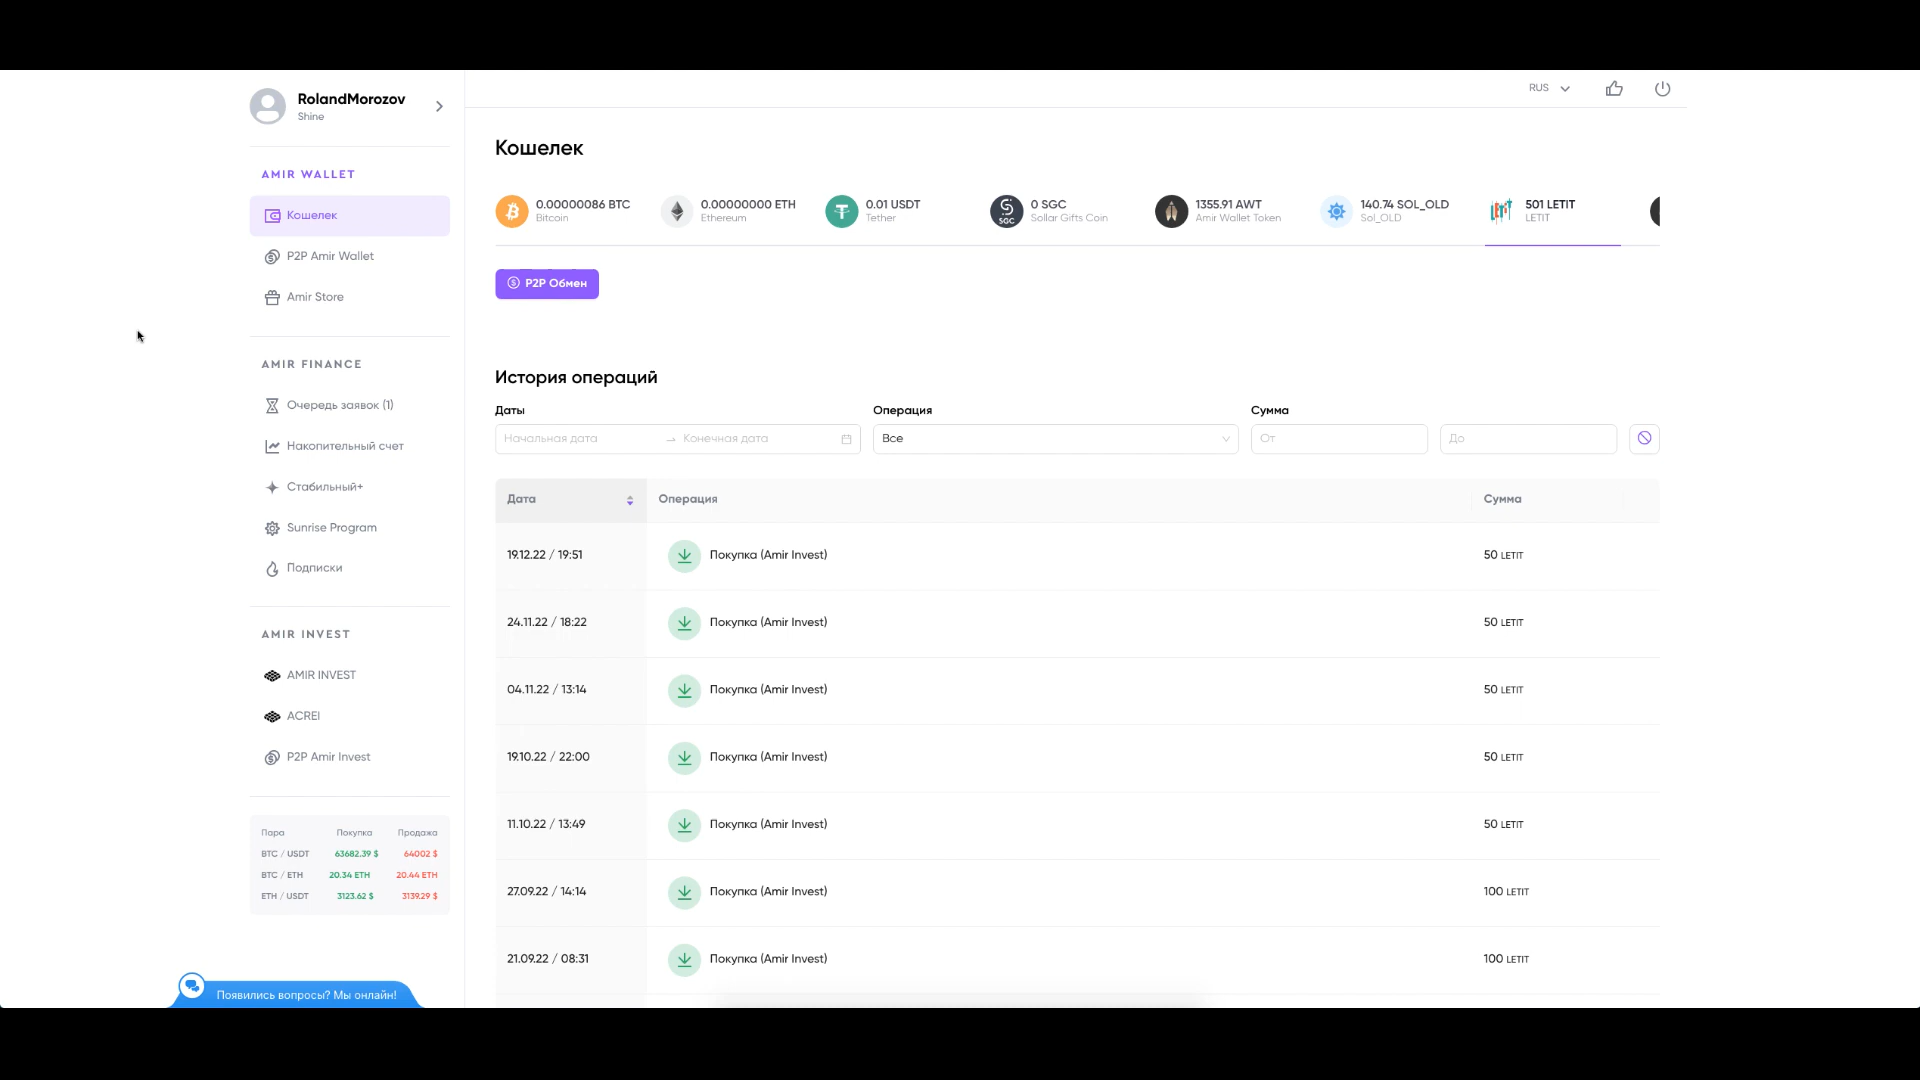 RolandMorozov
Shine
AMIR WALLET
Кошелек
P2P Amir Wallet
Amir Store
AMIR FINANCE
Очередь заявок (1)
Накопительный счет
Стабильный+
Sunrise Program
Подписки
AMIR INVEST
AMIR INVEST
ACREI
P2P Amir Invest
Пара Покупка Продажа
BTC / USDT 63682.39 $ 64002 $
BTC / ETH 20.34 ETH 20.44 ETH
ETH / USDT 3123.62 $ 3139.29 $
Появились вопросы? Мы онлайн!
RUS
Кошелек
0.00000086 BTC
Bitcoin
0.00000000 ETH
Ethereum
0.01 USDT
Tether
SGC
0 SGC
Sollar Gifts Coin
1355.91 AWT
Amir Wallet Token
140.74 SOL_OLD
Sol_OLD
501 LETIT
LETIT
P2P Обмен
История операций
Даты Операция Сумма
Начальная дата → Конечная дата Все От До
Дата Операция Сумма
19.12.22 / 19:51 Покупка (Amir Invest) 50 LETIT
24.11.22 / 18:22 Покупка (Amir Invest) 50 LETIT
04.11.22 / 13:14 Покупка (Amir Invest) 50 LETIT
19.10.22 / 22:00 Покупка (Amir Invest) 50 LETIT
11.10.22 / 13:49 Покупка (Amir Invest) 50 LETIT
27.09.22 / 14:14 Покупка (Amir Invest) 100 LETIT
21.09.22 / 08:31 Покупка (Amir Invest) 100 LETIT